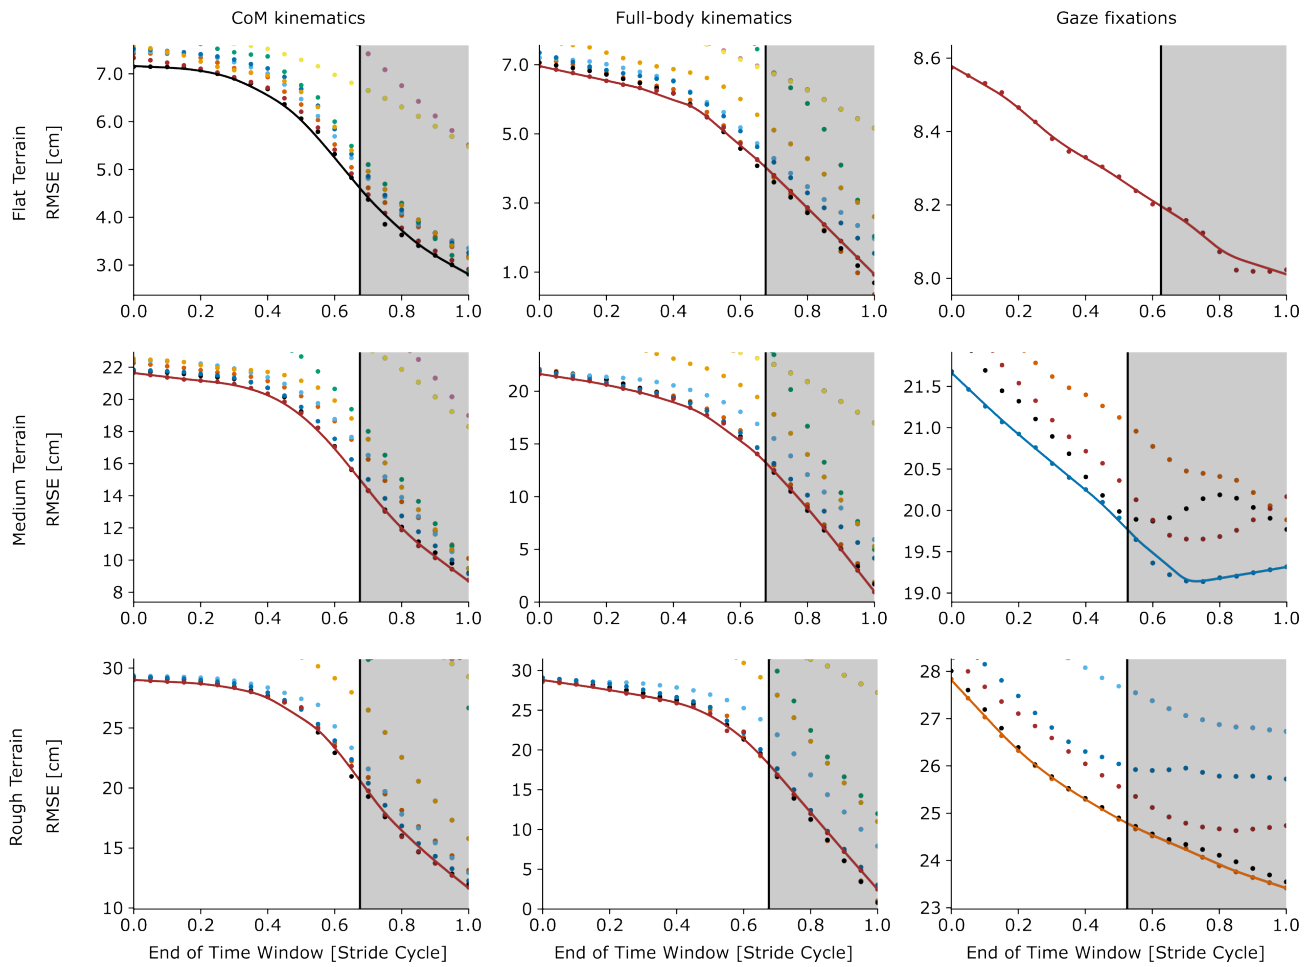 CoM kinematics Full-body kinematics Gaze fixations
Flat Terrain
RMSE [cm]
7.0
6.0
5.0
4.0
3.0
0.0 0.2 0.4 0.6 0.8 1.0
7.0
5.0
3.0
1.0
0.0 0.2 0.4 0.6 0.8 1.0
8.6
8.4
8.2
8.0
0.0 0.2 0.4 0.6 0.8 1.0
Medium Terrain
RMSE [cm]
22
20
18
16
14
12
10
8
0.0 0.2 0.4 0.6 0.8 1.0
20
15
10
5
0
0.0 0.2 0.4 0.6 0.8 1.0
21.5
21.0
20.5
20.0
19.5
19.0
0.0 0.2 0.4 0.6 0.8 1.0
Rough Terrain
RMSE [cm]
30
25
20
15
10
0.0 0.2 0.4 0.6 0.8 1.0
End of Time Window [Stride Cycle]
30
25
20
15
10
5
0
0.0 0.2 0.4 0.6 0.8 1.0
End of Time Window [Stride Cycle]
28
27
26
25
24
23
0.0 0.2 0.4 0.6 0.8 1.0
End of Time Window [Stride Cycle]